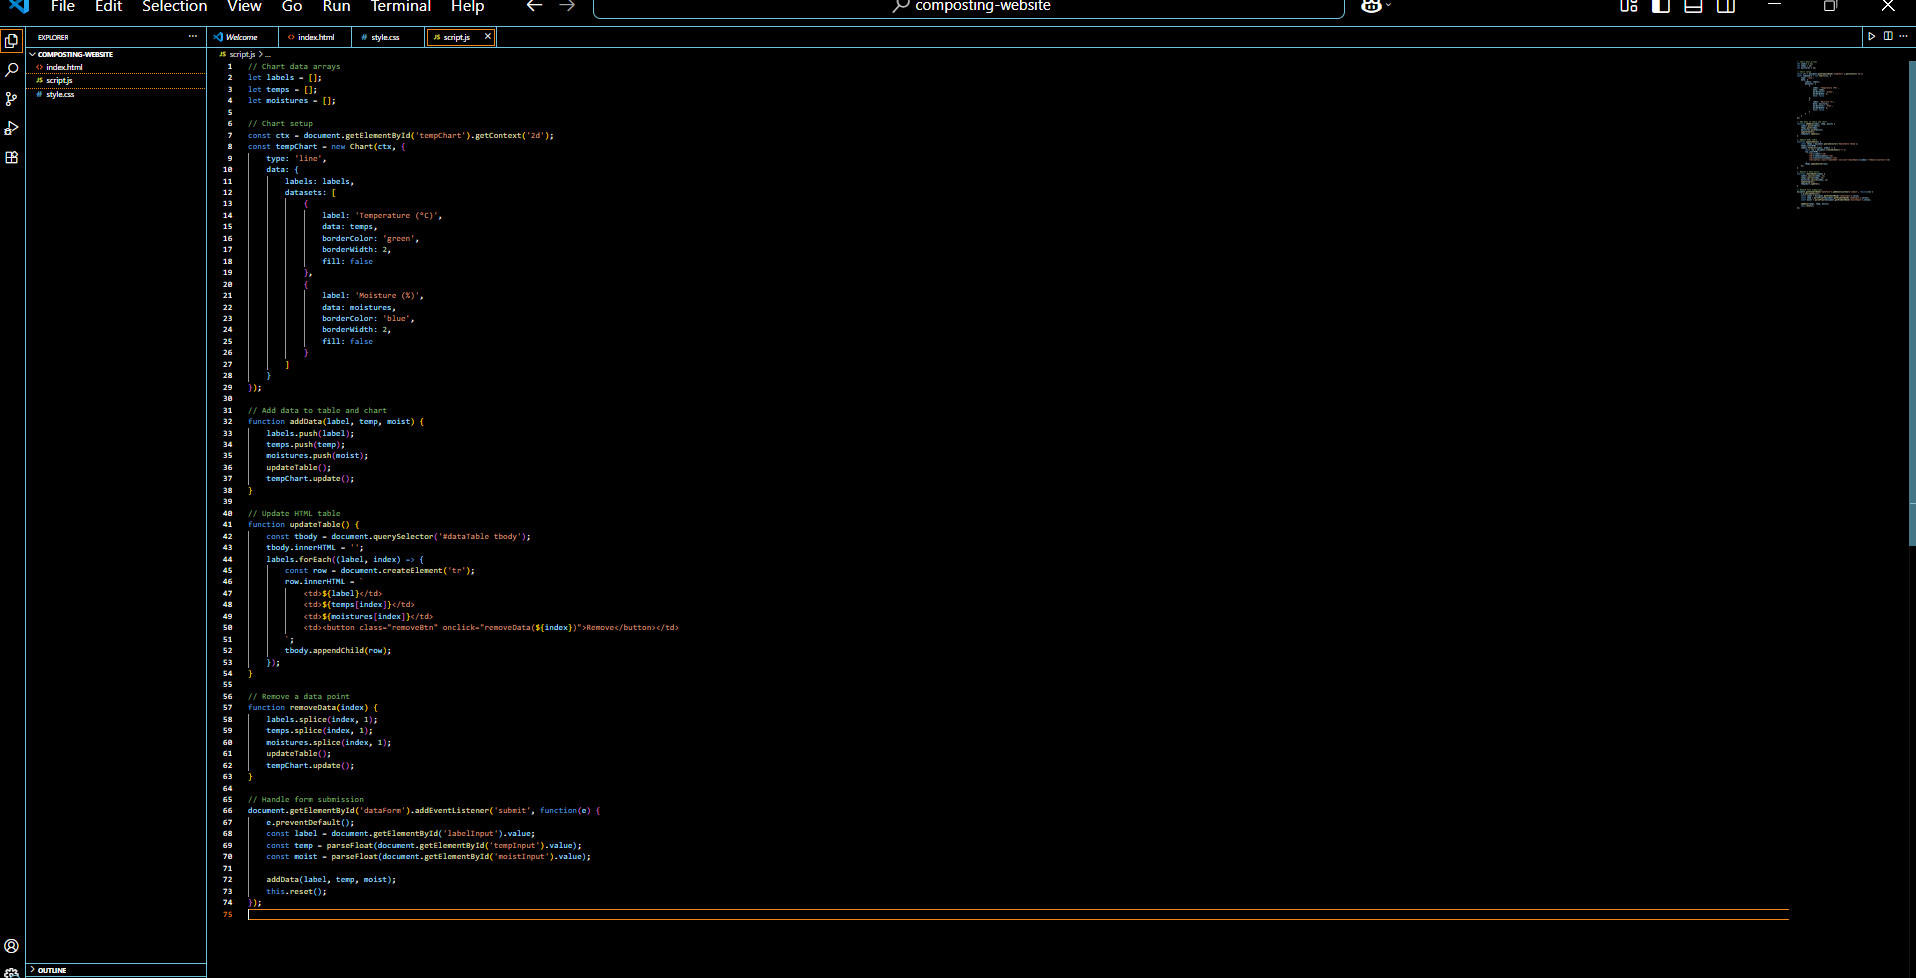 File Edit Selection View Go Run Terminal Help
composting-website
EXPLORER
COMPOSTING-WEBSITE
index.html
script.js
style.css
OUTLINE
Welcome
index.html
style.css
script.js
script.js > ...
1 // Chart data arrays
2 let labels = [];
3 let temps = [];
4 let moistures = [];
5
6 // Chart setup
7 const ctx = document.getElementById('tempChart').getContext('2d');
8 const tempChart = new Chart(ctx, {
9     type: 'line',
10     data: {
11         labels: labels,
12         datasets: [
13             {
14                 label: 'Temperature (°C)',
15                 data: temps,
16                 borderColor: 'green',
17                 borderWidth: 2,
18                 fill: false
19             },
20             {
21                 label: 'Moisture (%)',
22                 data: moistures,
23                 borderColor: 'blue',
24                 borderWidth: 2,
25                 fill: false
26             }
27         ]
28     }
29 });
30
31 // Add data to table and chart
32 function addData(label, temp, moist) {
33     labels.push(label);
34     temps.push(temp);
35     moistures.push(moist);
36     updateTable();
37     tempChart.update();
38 }
39
40 // Update HTML table
41 function updateTable() {
42     const tbody = document.querySelector('#dataTable tbody');
43     tbody.innerHTML = '';
44     labels.forEach((label, index) => {
45         const row = document.createElement('tr');
46         row.innerHTML = `
47             <td>${label}</td>
48             <td>${temps[index]}</td>
49             <td>${moistures[index]}</td>
50             <td><button class="removeBtn" onclick="removeData(${index})">Remove</button></td>
51         `;
52         tbody.appendChild(row);
53     });
54 }
55
56 // Remove a data point
57 function removeData(index) {
58     labels.splice(index, 1);
59     temps.splice(index, 1);
60     moistures.splice(index, 1);
61     updateTable();
62     tempChart.update();
63 }
64
65 // Handle form submission
66 document.getElementById('dataForm').addEventListener('submit', function(e) {
67     e.preventDefault();
68     const label = document.getElementById('labelInput').value;
69     const temp = parseFloat(document.getElementById('tempInput').value);
70     const moist = parseFloat(document.getElementById('moistInput').value);
71
72     addData(label, temp, moist);
73     this.reset();
74 });
75